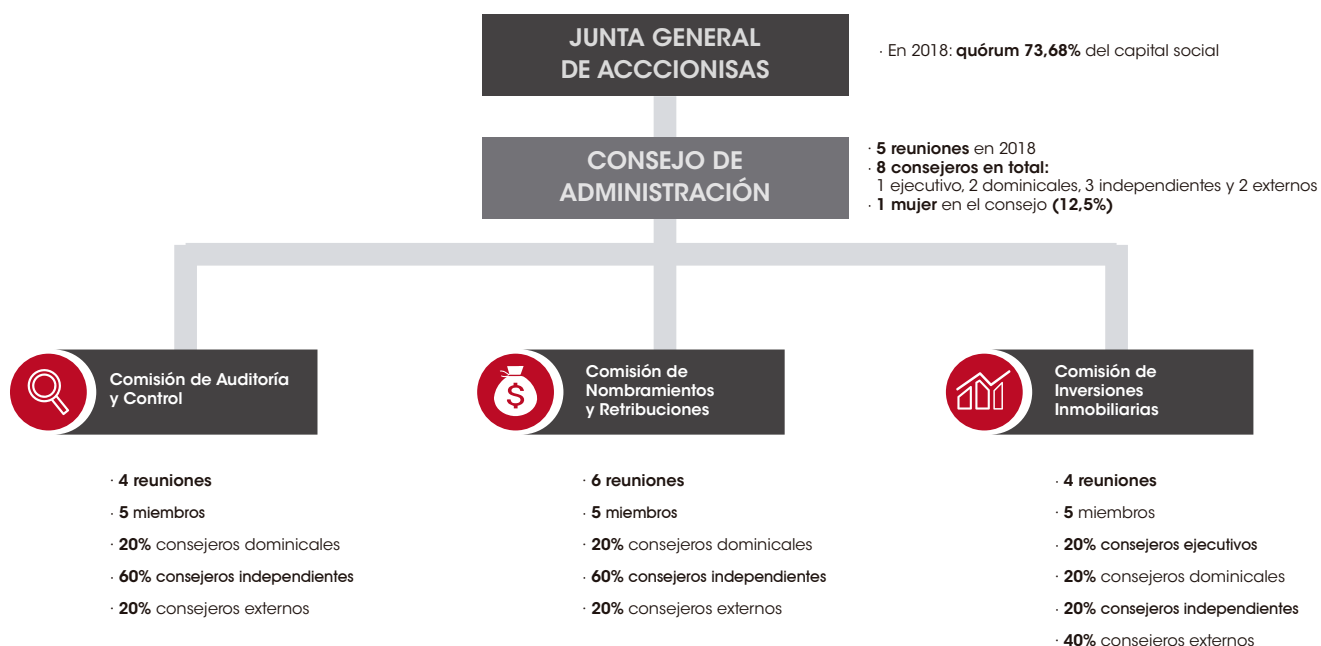 JUNTA GENERAL
DE ACCCIONISAS
· En 2018: quórum 73,68% del capital social
CONSEJO DE
ADMINISTRACIÓN
· 5 reuniones en 2018
· 8 consejeros en total:
1 ejecutivo, 2 dominicales, 3 independientes y 2 externos
· 1 mujer en el consejo (12,5%)
Comisión de Auditoría
y Control
· 4 reuniones
· 5 miembros
· 20% consejeros dominicales
· 60% consejeros independientes
· 20% consejeros externos
$
Comisión de
Nombramientos
y Retribuciones
· 6 reuniones
· 5 miembros
· 20% consejeros dominicales
· 60% consejeros independientes
· 20% consejeros externos
Comisión de
Inversiones
Inmobiliarias
· 4 reuniones
· 5 miembros
· 20% consejeros ejecutivos
· 20% consejeros dominicales
· 20% consejeros independientes
· 40% consejeros externos